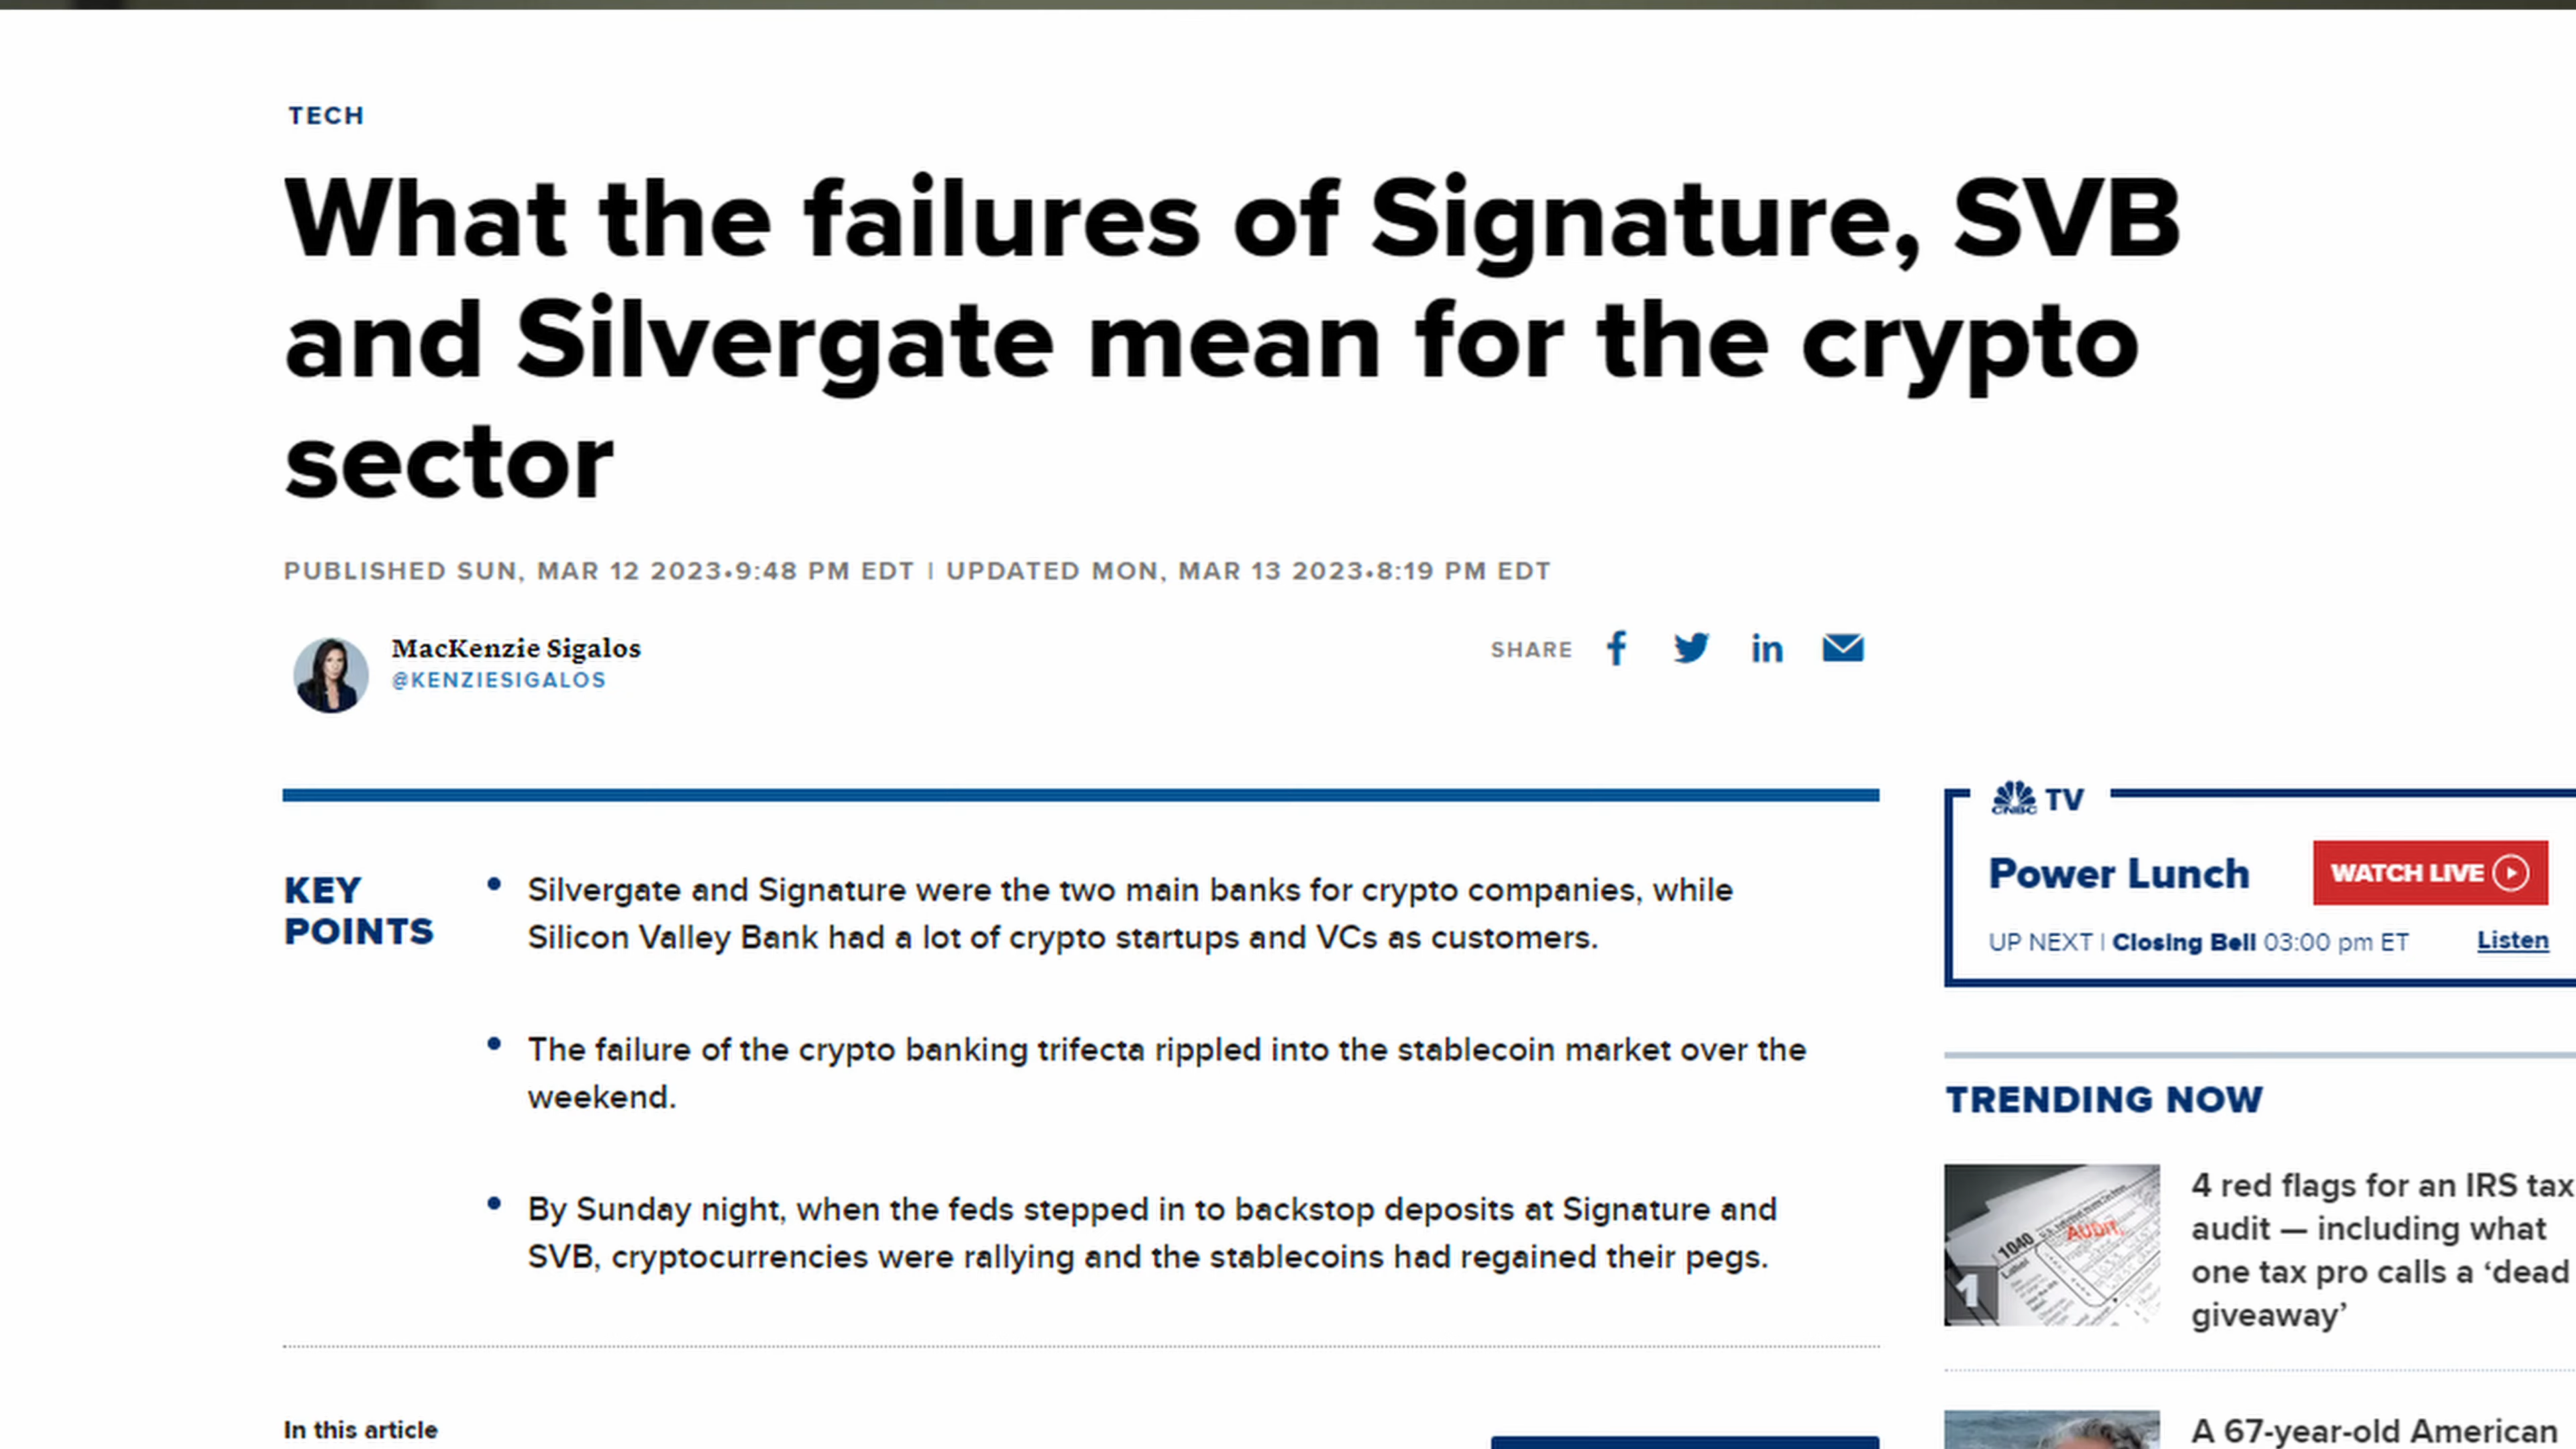 TECH
What the failures of Signature, SVB
and Silvergate mean for the crypto
sector
PUBLISHED SUN, MAR 12 2023•9:48 PM EDT | UPDATED MON, MAR 13 2023•8:19 PM EDT
MacKenzie Sigalos
@KENZIESIGALOS
SHARE
KEY
POINTS
• Silvergate and Signature were the two main banks for crypto companies, while
Silicon Valley Bank had a lot of crypto startups and VCs as customers.
• The failure of the crypto banking trifecta rippled into the stablecoin market over the
weekend.
• By Sunday night, when the feds stepped in to backstop deposits at Signature and
SVB, cryptocurrencies were rallying and the stablecoins had regained their pegs.
In this article
CNBC TV
Power Lunch
WATCH LIVE
UP NEXT | Closing Bell 03:00 pm ET
Listen
TRENDING NOW
1040
AUDIT
1
4 red flags for an IRS tax
audit — including what
one tax pro calls a ‘dead
giveaway’
A 67-year-old American